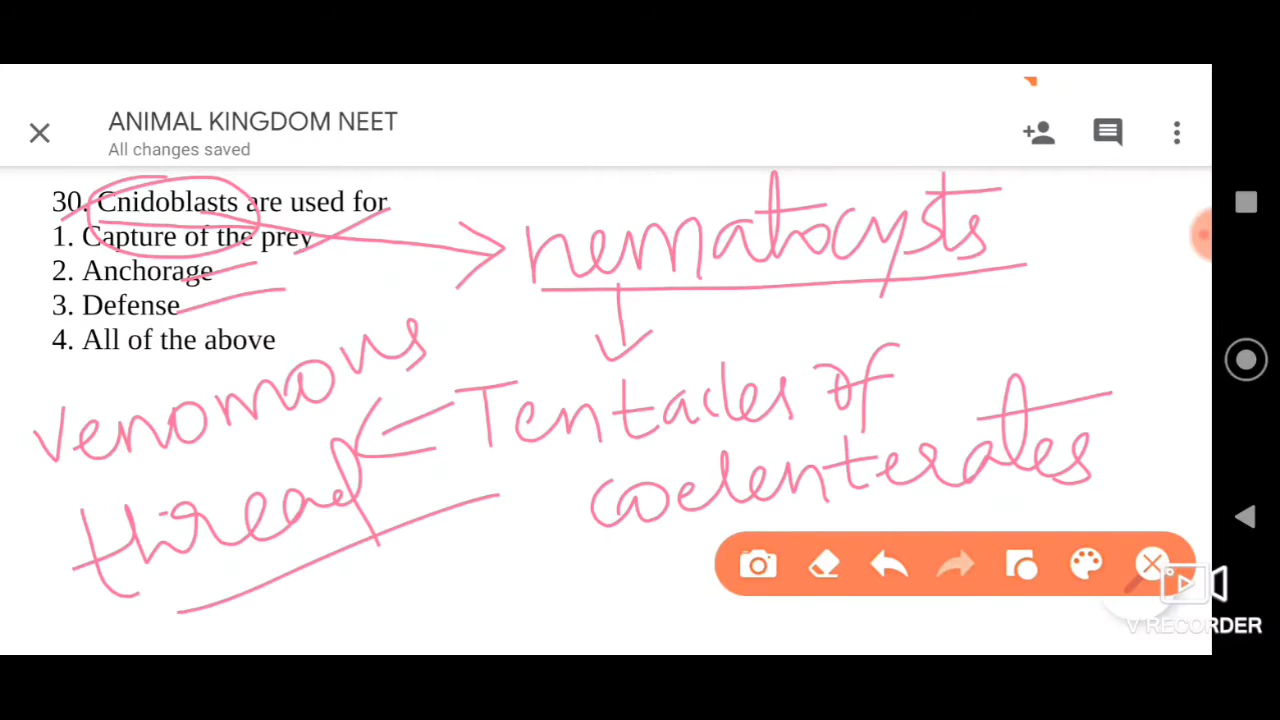 ANIMAL KINGDOM NEET
All changes saved
30. Cnidoblasts are used for
1. Capture of the prey
2. Anchorage
3. Defense
4. All of the above
nematocysts
Tentacles of
coelenterates
venomous
thread
V RECORDER